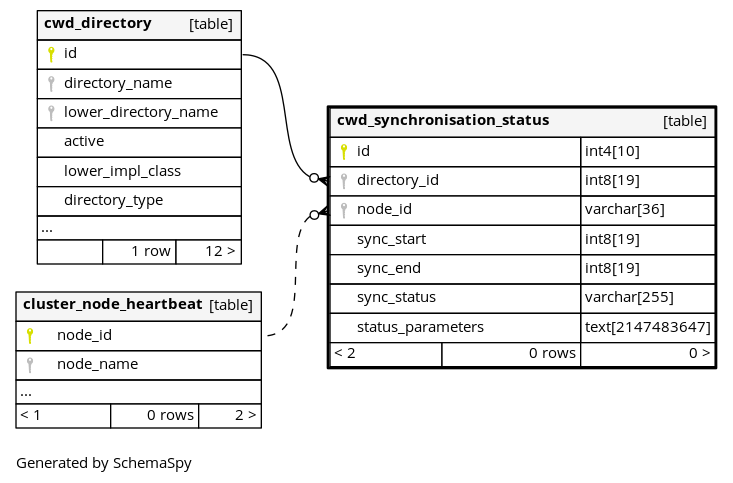 cwd_directory [table]
id
directory_name
lower_directory_name
active
lower_impl_class
directory_type
...
1 row 12 >
cwd_synchronisation_status [table]
id int4[10]
directory_id int8[19]
node_id varchar[36]
sync_start int8[19]
sync_end int8[19]
sync_status varchar[255]
status_parameters text[2147483647]
< 2 0 rows 0 >
cluster_node_heartbeat [table]
node_id
node_name
...
< 1 0 rows 2 >
Generated by SchemaSpy